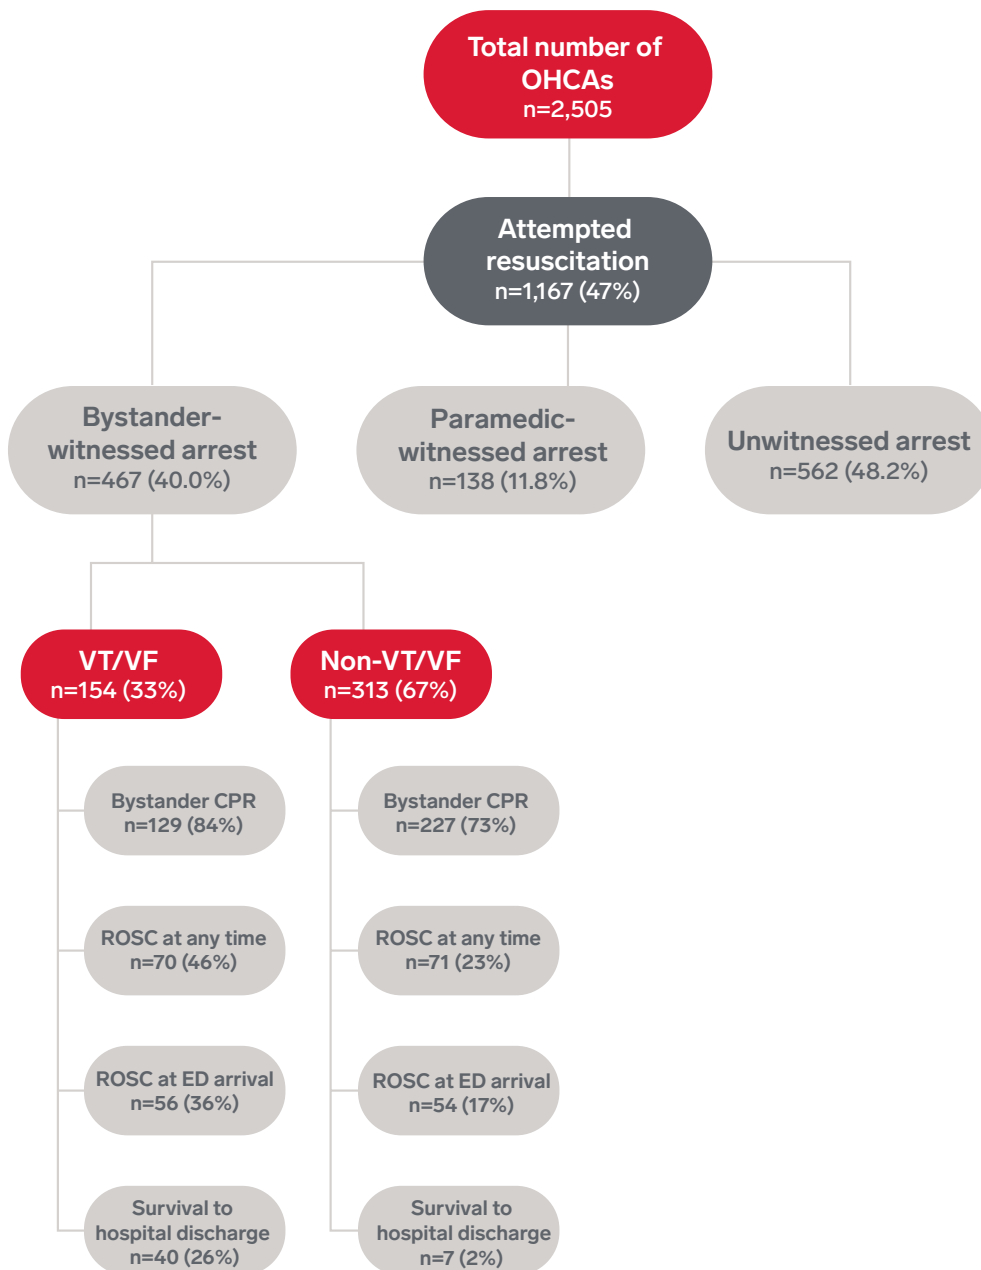 Total number of
OHCAs
n=2,505
Attempted
resuscitation
n=1,167 (47%)
Bystander-
witnessed arrest
n=467 (40.0%)
Paramedic-
witnessed arrest
n=138 (11.8%)
Unwitnessed arrest
n=562 (48.2%)
VT/VF
n=154 (33%)
Non-VT/VF
n=313 (67%)
Bystander CPR
n=129 (84%)
Bystander CPR
n=227 (73%)
ROSC at any time
n=70 (46%)
ROSC at any time
n=71 (23%)
ROSC at ED arrival
n=56 (36%)
ROSC at ED arrival
n=54 (17%)
Survival to
hospital discharge
n=40 (26%)
Survival to
hospital discharge
n=7 (2%)